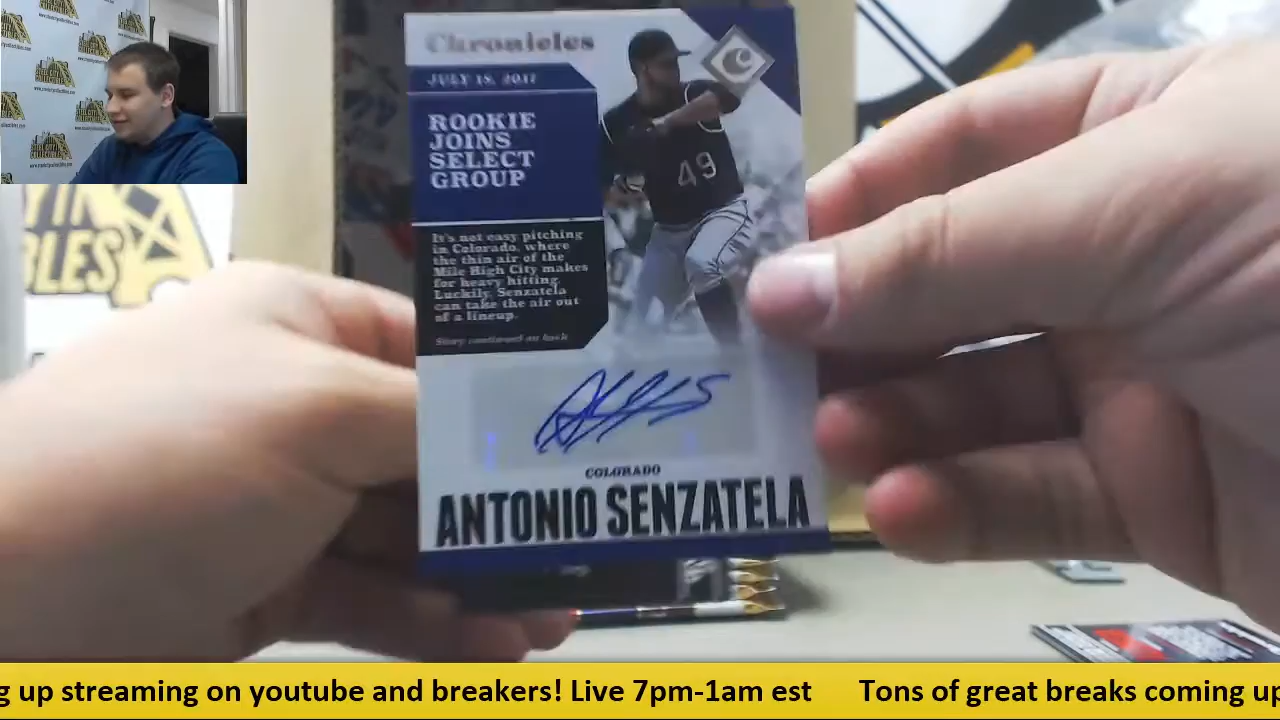 Chronicles
C
JULY 18, 2017
ROOKIE
JOINS
SELECT
GROUP
49
It's not easy pitching
in Colorado, where
the thin air of the
Mile High City makes
for heavy hitting.
Luckily, Senzatela
can take the air out
of a lineup.
Story continued on back
COLORADO
ANTONIO SENZATELA
g up streaming on youtube and breakers! Live 7pm-1am est Tons of great breaks coming up